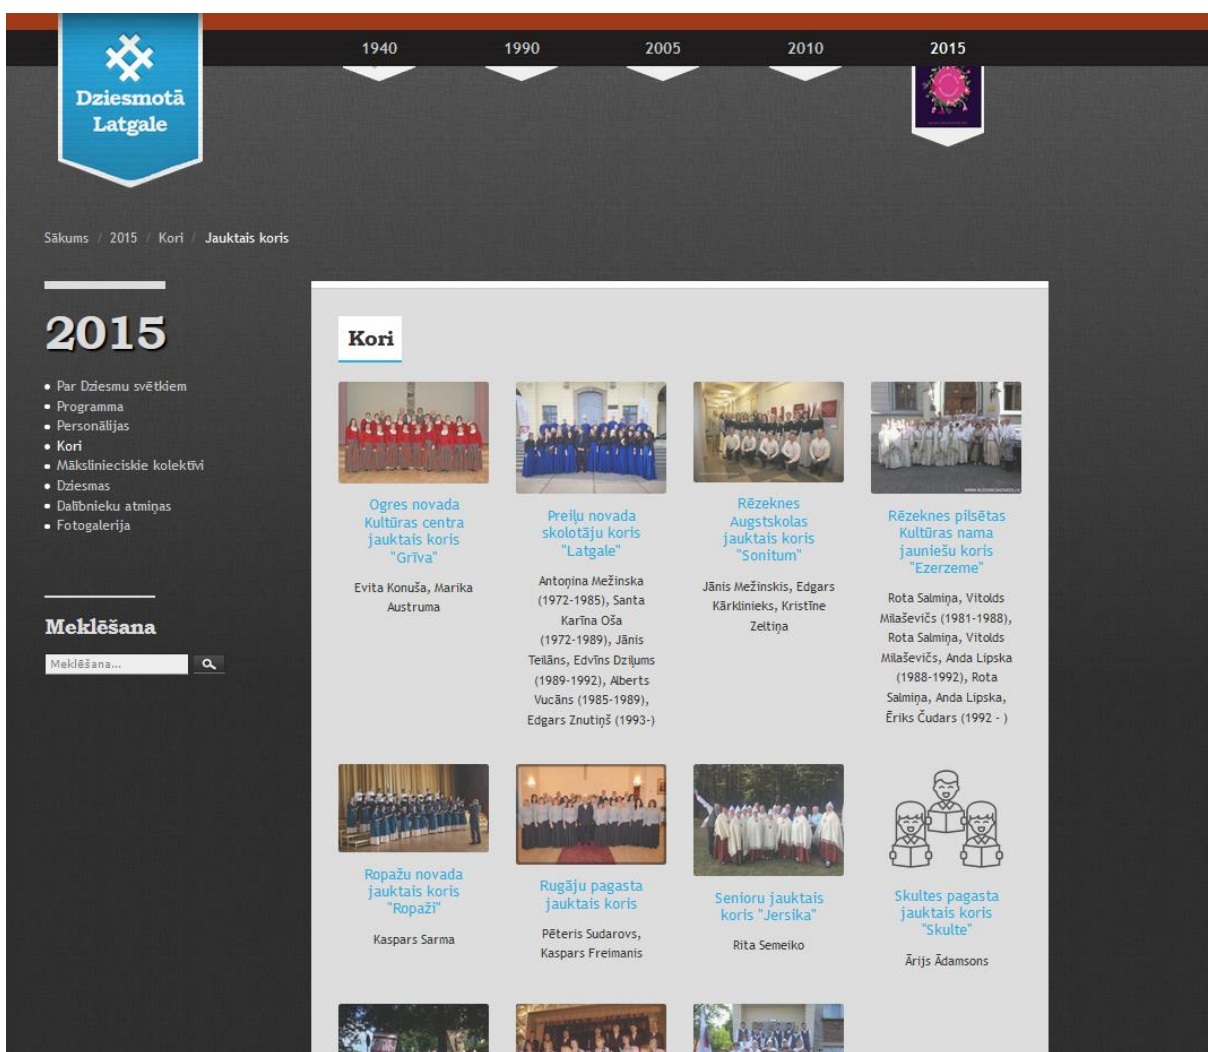 1940
1990
2005
2010
2015
Dziesmotā
Latgale
Sākums / 2015 / Kori / Jauktais koris
2015
• Par Dziesmu svētkiem
• Programma
• Personālijas
• Kori
• Mākslinieciskie kolektīvi
• Dziesmas
• Dalībnieku atmiņas
• Fotogalerija
Meklēšana
Meklēšana...
Kori
Ogres novada
Kultūras centra
jauktais koris
"Grīva"
Evita Konuša, Marika
Austruma
Preiļu novada
skolotāju koris
"Latgale"
Antoņina Mežinska
(1972-1985), Santa
Karīna Oša
(1972-1989), Jānis
Teilāns, Edvīns Dziļums
(1989-1992), Alberts
Vucāns (1985-1989),
Edgars Znutiņš (1993-)
Rēzeknes
Augstskolas
jauktais koris
"Sonitum"
Jānis Mežinskis, Edgars
Kārklinieks, Kristīne
Zeltiņa
Rēzeknes pilsētas
Kultūras nama
jauniešu koris
"Ezerzeme"
Rota Salmiņa, Vitolds
Milaševičs (1981-1988),
Rota Salmiņa, Vitolds
Milaševičs, Anda Lipska
(1988-1992), Rota
Salmiņa, Anda Lipska,
Ēriks Čudars (1992 - )
Ropažu novada
jauktais koris
"Ropaži"
Kaspars Sarma
Rugāju pagasta
jauktais koris
Pēteris Sudarovs,
Kaspars Freimanis
Senioru jauktais
koris "Jersika"
Rita Semeiko
Skultes pagasta
jauktais koris
"Skulte"
Ārijs Ādamsons